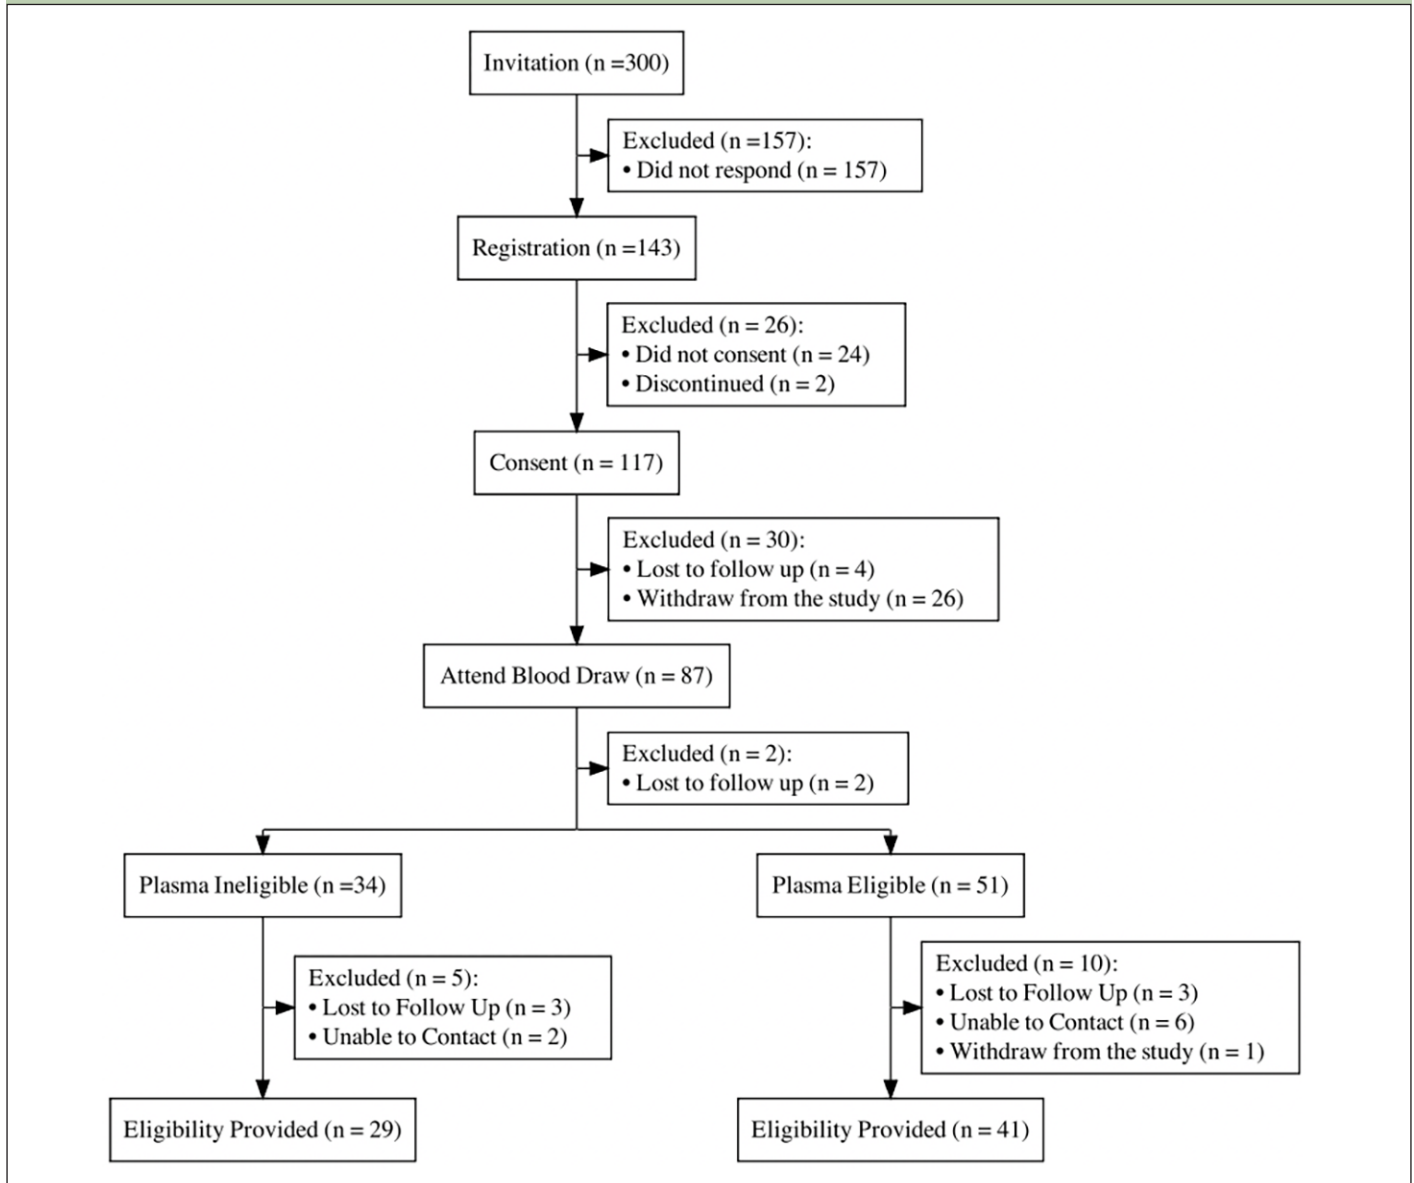 Invitation (n =300)
Excluded (n =157):
• Did not respond (n = 157)
Registration (n =143)
Excluded (n = 26):
• Did not consent (n = 24)
• Discontinued (n = 2)
Consent (n = 117)
Excluded (n = 30):
• Lost to follow up (n = 4)
• Withdraw from the study (n = 26)
Attend Blood Draw (n = 87)
Excluded (n = 2):
• Lost to follow up (n = 2)
Plasma Ineligible (n =34)
Plasma Eligible (n = 51)
Excluded (n = 5):
• Lost to Follow Up (n = 3)
• Unable to Contact (n = 2)
Excluded (n = 10):
• Lost to Follow Up (n = 3)
• Unable to Contact (n = 6)
• Withdraw from the study (n = 1)
Eligibility Provided (n = 29)
Eligibility Provided (n = 41)